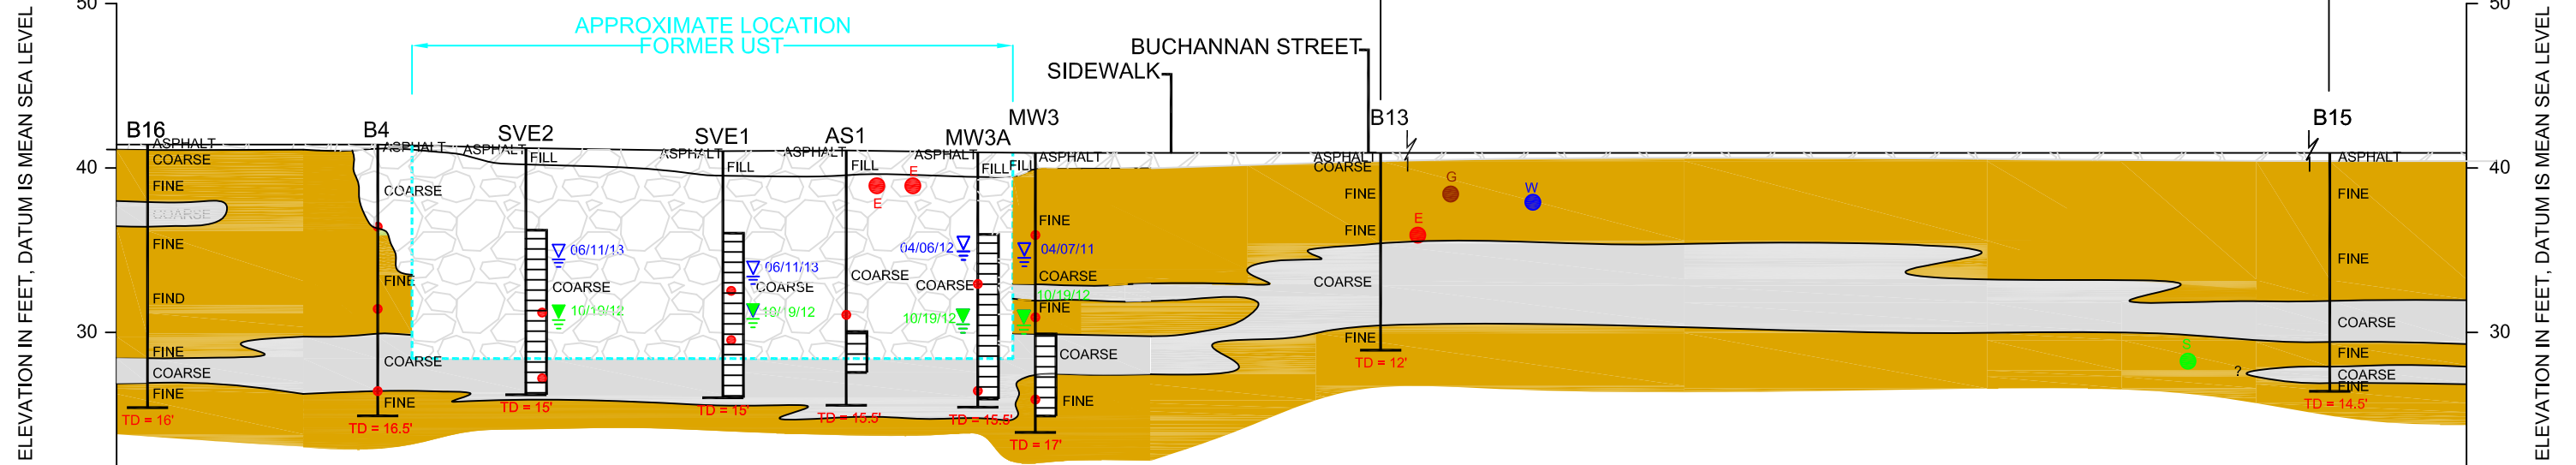 50
50
ELEVATION IN FEET, DATUM IS MEAN SEA LEVEL
ELEVATION IN FEET, DATUM IS MEAN SEA LEVEL
APPROXIMATE LOCATION
FORMER UST
BUCHANNAN STREET
SIDEWALK
B16
B4
SVE2
SVE1
AS1
MW3A
MW3
B13
B15
40
40
30
30
ASPHALT
COARSE
FINE
COARSE
FINE
FIND
FINE
COARSE
FINE
TD = 16'
ASPHALT
COARSE
FINE
COARSE
FINE
TD = 16.5'
ASPHALT
FILL
06/11/13
COARSE
10/19/12
TD = 15'
ASPHALT
FILL
06/11/13
COARSE
10/19/12
TD = 15'
ASPHALT
FILL
E
E
COARSE
TD = 15.5'
ASPHALT
FILL
04/06/12
COARSE
10/19/12
TD = 15.5'
FILL
ASPHALT
FINE
04/07/11
COARSE
10/19/12
FINE
COARSE
FINE
TD = 17'
ASPHALT
COARSE
FINE
FINE
COARSE
FINE
TD = 12'
G
W
E
S
?
ASPHALT
FINE
FINE
COARSE
FINE
COARSE
FINE
TD = 14.5'